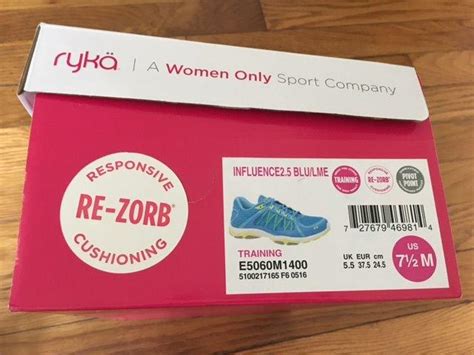 rykä | A Women Only Sport Company
RESPONSIVE
RE-ZORB®
CUSHIONING
INFLUENCE2.5 BLU/LME
TRAINING
RE-ZORB®
PIVOT
POINT
TRAINING
E5060M1400
5100217165 F6 0516
7 27679 46981 4
UK EUR cm
5.5 37.5 24.5
US
7½ M